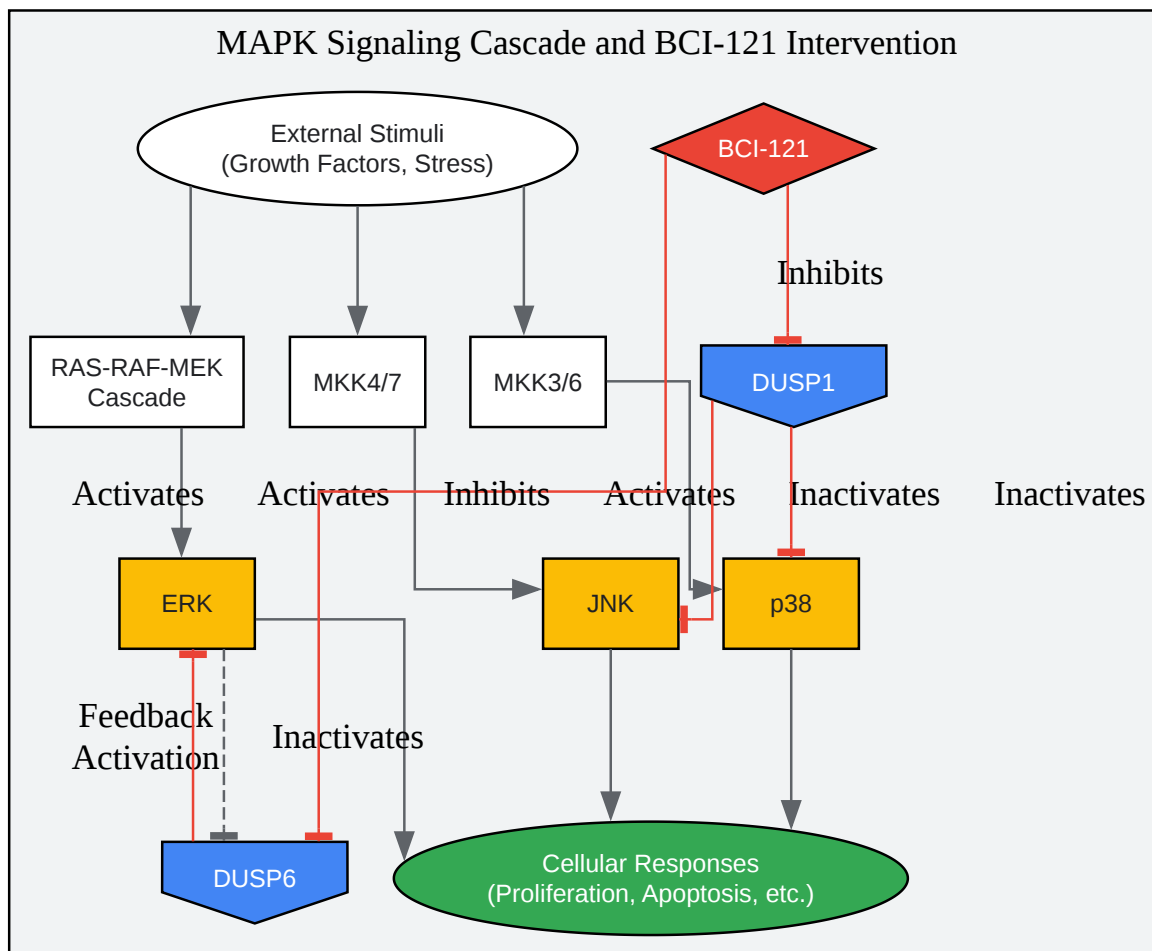 MAPK Signaling Cascade and BCI-121 Intervention
External Stimuli
(Growth Factors, Stress)
BCI-121
Inhibits
RAS-RAF-MEK
Cascade
MKK4/7
MKK3/6
DUSP1
Activates
Activates
Inhibits
Activates
Inactivates
Inactivates
ERK
JNK
p38
Feedback
Activation
Inactivates
DUSP6
Cellular Responses
(Proliferation, Apoptosis, etc.)